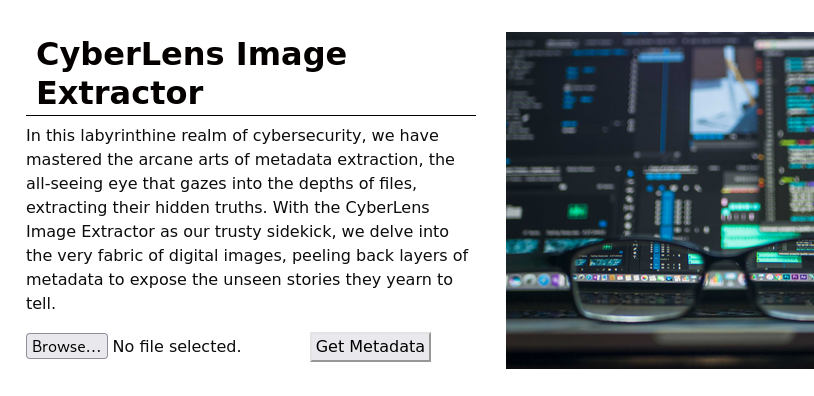 CyberLens Image
Extractor
In this labyrinthine realm of cybersecurity, we have
mastered the arcane arts of metadata extraction, the
all-seeing eye that gazes into the depths of files,
extracting their hidden truths. With the CyberLens
Image Extractor as our trusty sidekick, we delve into
the very fabric of digital images, peeling back layers of
metadata to expose the unseen stories they yearn to
tell.
Browse... No file selected. Get Metadata